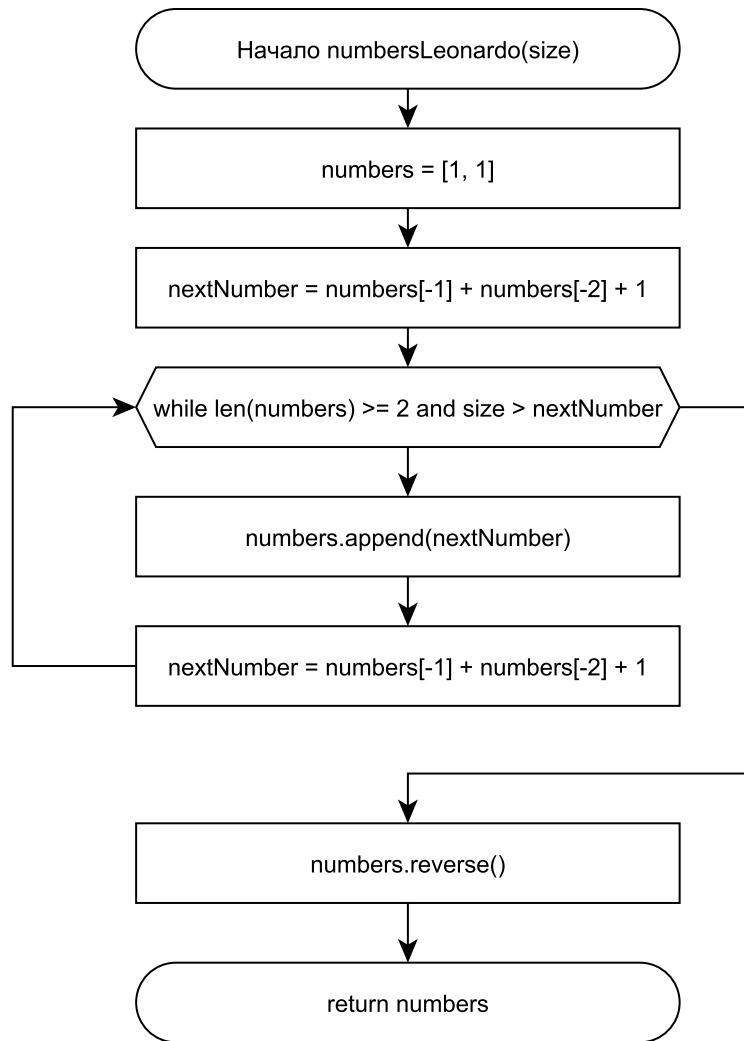 Начало numbersLeonardo(size)
numbers = [1, 1]
nextNumber = numbers[-1] + numbers[-2] + 1
while len(numbers) >= 2 and size > nextNumber
numbers.append(nextNumber)
nextNumber = numbers[-1] + numbers[-2] + 1
numbers.reverse()
return numbers